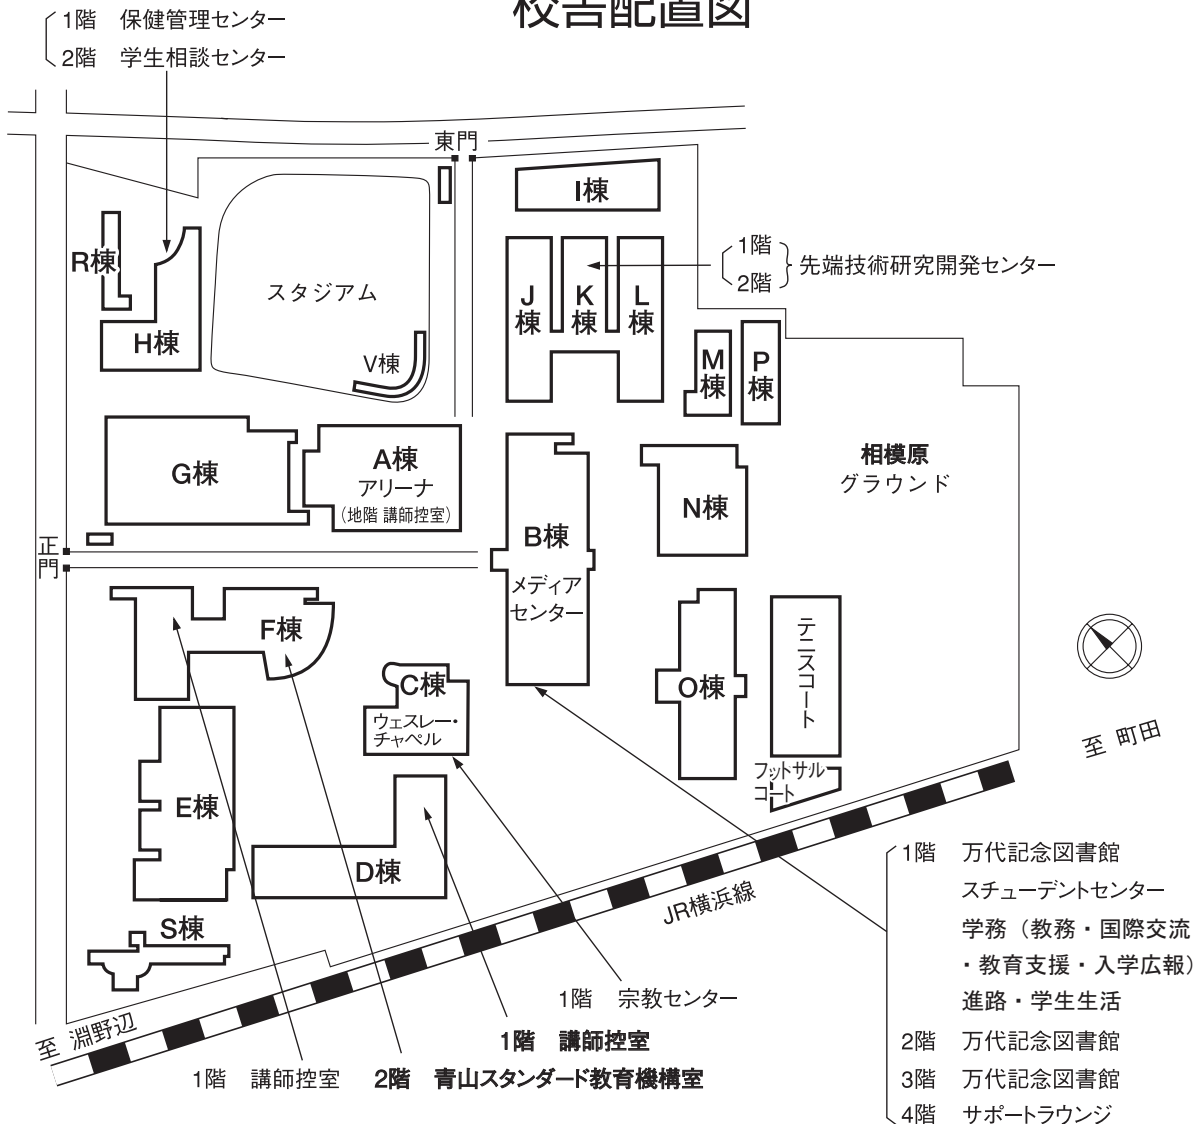 校舎配置図
1階 保健管理センター
2階 学生相談センター
東門
I棟
R棟
スタジアム
1階
2階
先端技術研究開発センター
J棟
K棟
L棟
H棟
V棟
M棟
P棟
G棟
A棟
アリーナ
(地階 講師控室)
相模原
グラウンド
N棟
正門
B棟
メディア
センター
F棟
テニスコート
C棟
ウェスレー・
チャペル
O棟
至 町田
フットサル
コート
E棟
D棟
JR横浜線
S棟
1階 万代記念図書館
スチューデントセンター
学務(教務・国際交流
・教育支援・入学広報)
進路・学生生活
2階 万代記念図書館
3階 万代記念図書館
4階 サポートラウンジ
1階 宗教センター
至 淵野辺
1階 講師控室
1階 講師控室
2階 青山スタンダード教育機構室